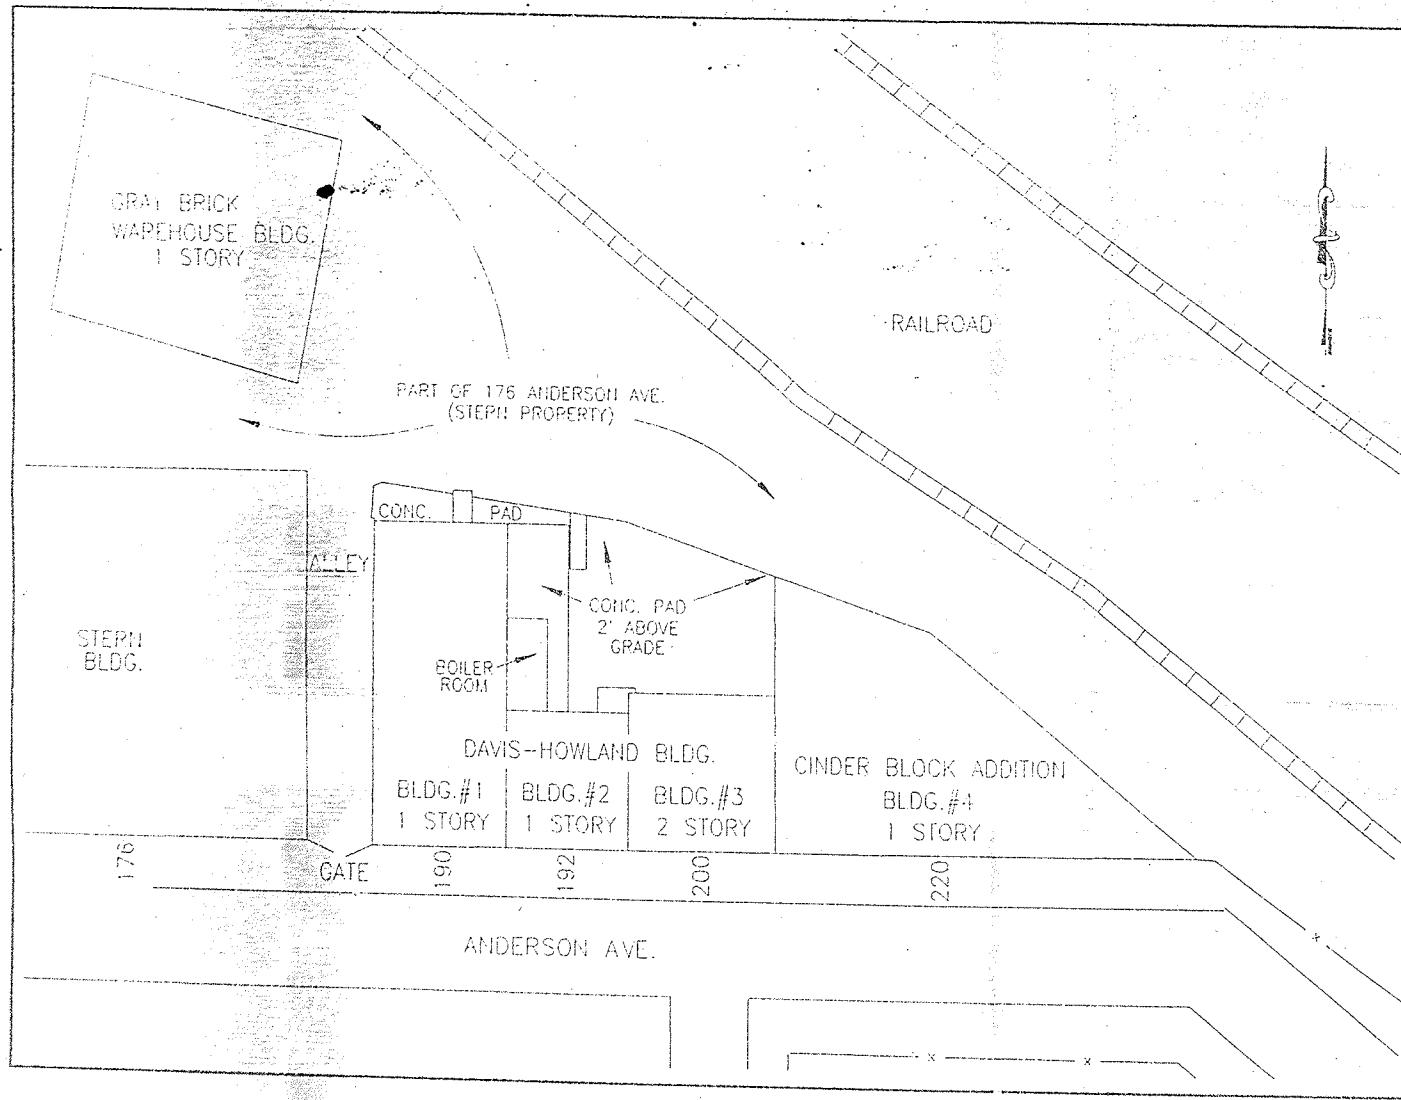 GRAY BRICK
WAREHOUSE BLDG.
1 STORY
RAILROAD
PART OF 176 ANDERSON AVE.
(STERN PROPERTY)
CONC. PAD
ALLEY
CONC. PAD
2' ABOVE
GRADE
STERN
BLDG.
BOILER
ROOM
DAVIS-HOWLAND BLDG.
CINDER BLOCK ADDITION
BLDG.#1
1 STORY
BLDG.#2
1 STORY
BLDG.#3
2 STORY
BLDG.#4
1 STORY
176
GATE
190
192
200
220
ANDERSON AVE.